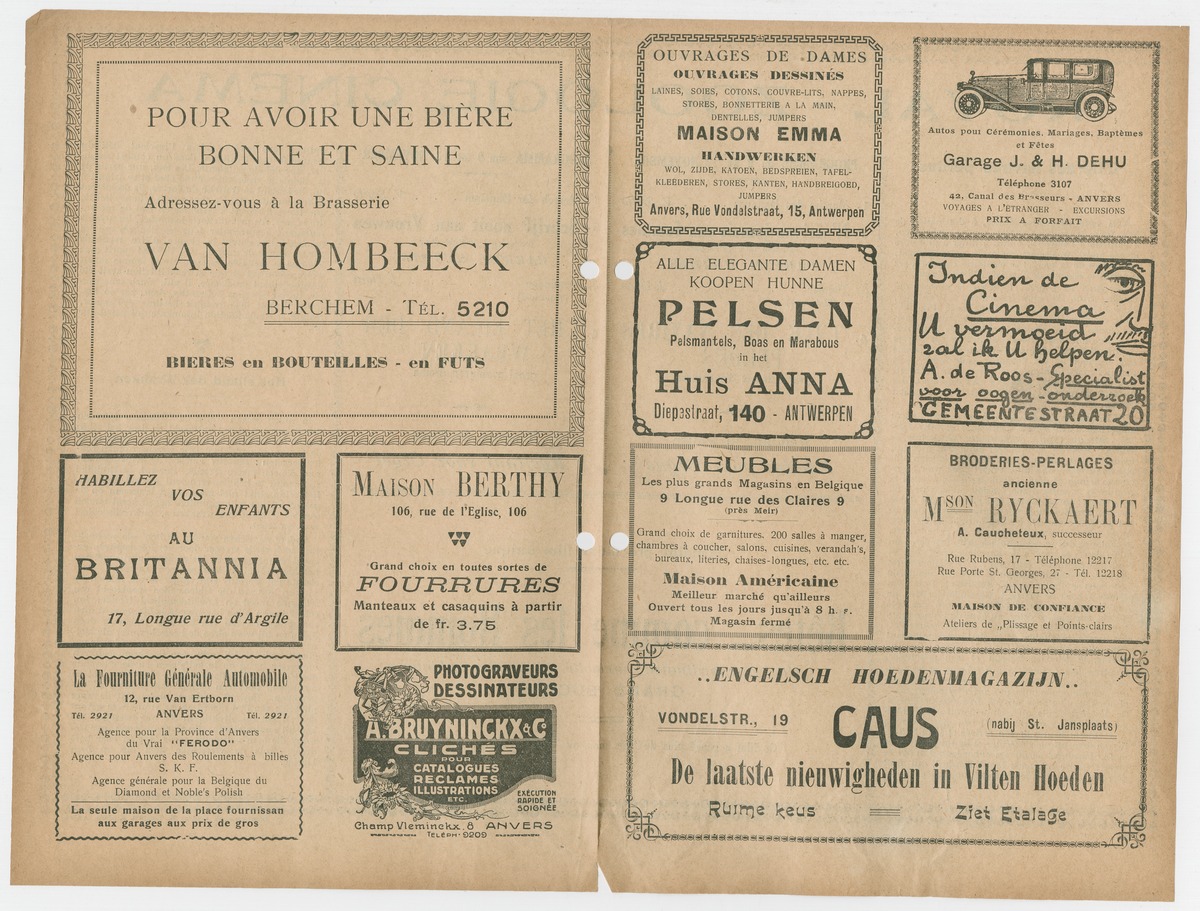 POUR AVOIR UNE BIÈRE
BONNE ET SAINE
Adressez-vous à la Brasserie
VAN HOMBEECK
BERCHEM - TÉL. 5210
BIERES en BOUTEILLES - en FUTS
HABILLEZ
VOS
ENFANTS
AU
BRITANNIA
17, Longue rue d'Argile
MAISON BERTHY
106, rue de l'Eglise, 106
Grand choix en toutes sortes de
FOURRURES
Manteaux et casaquins à partir
de fr. 3.75
La Fourniture Générale Automobile
12, rue Van Ertborn
Tél. 2921 ANVERS Tél. 2921
Agence pour la Province d'Anvers
du Vrai "FERODO"
Agence pour Anvers des Roulements à billes
S. K. F.
Agence générale pour la Belgique du
Diamond et Noble's Polish
La seule maison de la place fournissan
aux garages aux prix de gros
PHOTOGRAVEURS
DESSINATEURS
A. BRUYNINCKX & Cº
CLICHÉS
POUR
CATALOGUES
RECLAMES
ILLUSTRATIONS
ETC.
EXÉCUTION
RAPIDE ET
SOIGNÉE
Champ Vleminckx, 8 ANVERS
TELÉPH. 9209
OUVRAGES DE DAMES
OUVRAGES DESSINÉS
LAINES, SOIES, COTONS, COUVRE-LITS, NAPPES,
STORES, BONNETTERIE A LA MAIN,
DENTELLES, JUMPERS
MAISON EMMA
HANDWERKEN
WOL, ZIJDE, KATOEN, BEDSPREIEN, TAFEL-
KLEEDEREN, STORES, KANTEN, HANDBREIGOED,
JUMPERS
Anvers, Rue Vondelstraat, 15, Antwerpen
Autos pour Cérémonies, Mariages, Baptêmes
et Fêtes
Garage J. & H. DEHU
Téléphone 3107
42, Canal des Brasseurs - ANVERS
VOYAGES A L'ETRANGER - EXCURSIONS
PRIX A FORFAIT
ALLE ELEGANTE DAMEN
KOOPEN HUNNE
PELSEN
Pelsmantels, Boas en Marabous
in het
Huis ANNA
Diepestraat, 140 - ANTWERPEN
Indien de
Cinema
U vermoeid
zal ik U helpen.
A. de Roos - Specialist
voor oogen-onderzoek
GEMEENTESTRAAT 20
MEUBLES
Les plus grands Magasins en Belgique
9 Longue rue des Claires 9
(près Meir)
Grand choix de garnitures. 200 salles à manger,
chambres à coucher, salons, cuisines, verandah's,
bureaux, literies, chaises-longues, etc. etc.
Maison Américaine
Meilleur marché qu'ailleurs
Ouvert tous les jours jusqu'à 8 h. s.
Magasin fermé
BRODERIES-PERLAGES
ancienne
MSON RYCKAERT
A. Caucheteux, successeur
Rue Rubens, 17 - Téléphone 12217
Rue Porte St. Georges, 27 - Tél. 12218
ANVERS
MAISON DE CONFIANCE
Ateliers de „Plissage et Points-clairs
..ENGELSCH HOEDENMAGAZIJN..
VONDELSTR., 19 CAUS (nabij St. Jansplaats)
De laatste nieuwigheden in Vilten Hoeden
Ruime keus Ziet Etalage